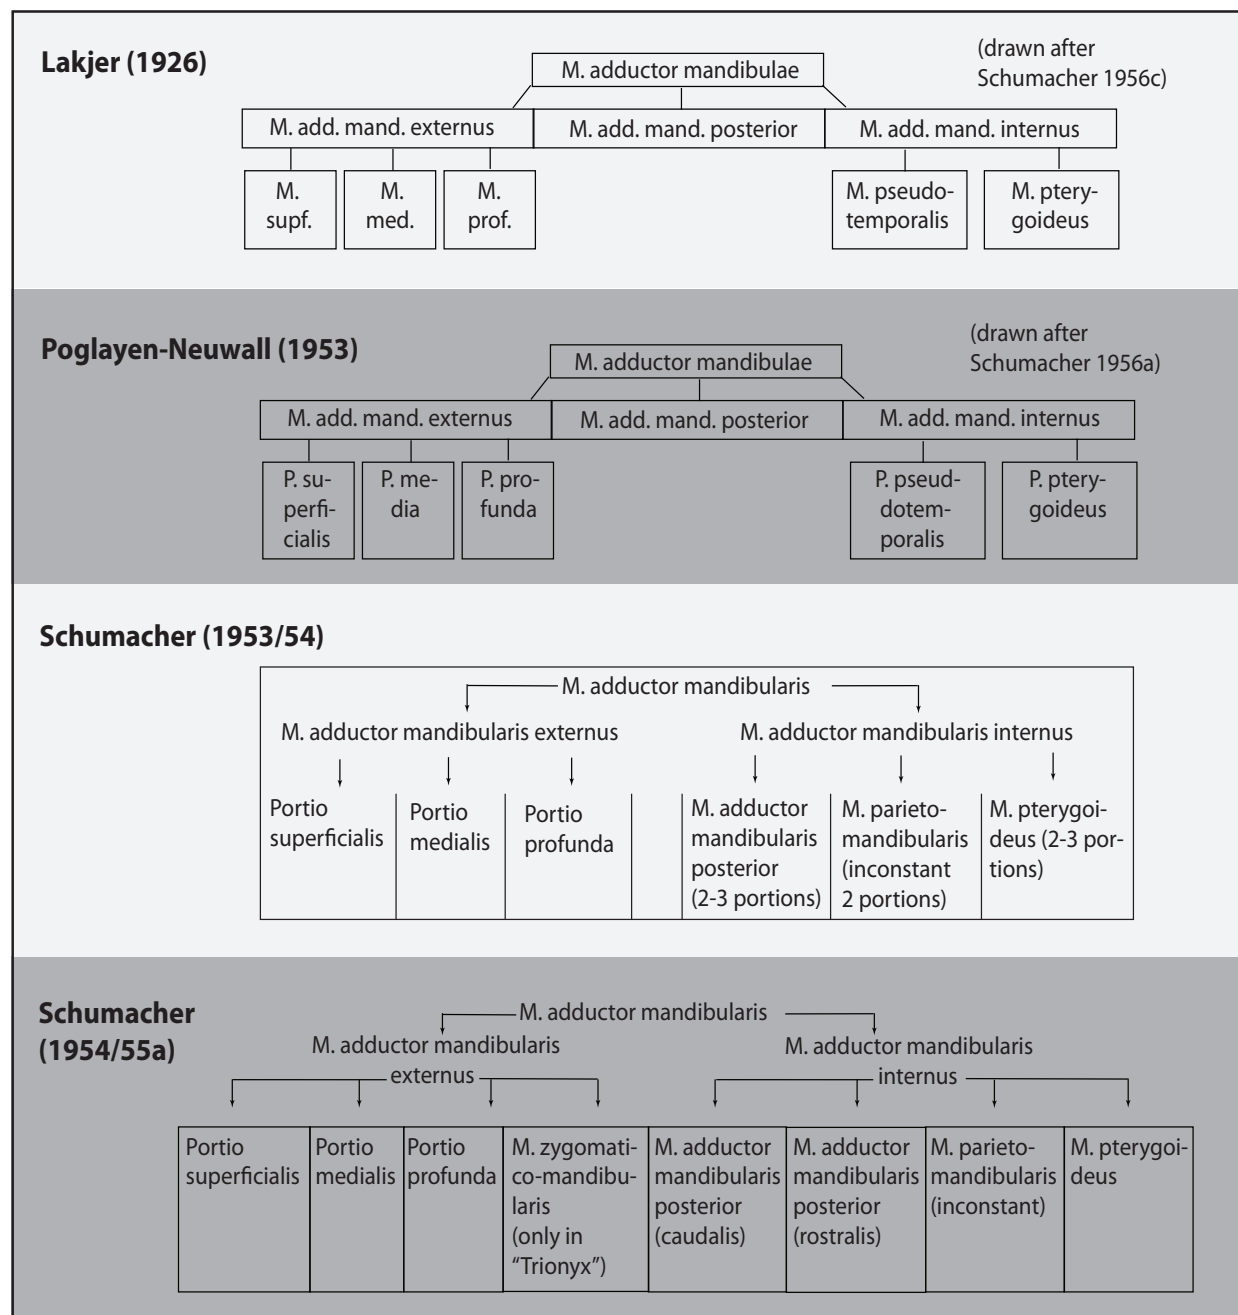 Lakjer (1926)
(drawn after
Schumacher 1956c)
M. adductor mandibulae
M. add. mand. externus
M. add. mand. posterior
M. add. mand. internus
M.
supf.
M.
med.
M.
prof.
M. pseudo-
temporalis
M. ptery-
goideus
Poglayen-Neuwall (1953)
(drawn after
Schumacher 1956a)
M. adductor mandibulae
M. add. mand. externus
M. add. mand. posterior
M. add. mand. internus
P. su-
perfi-
cialis
P. me-
dia
P. pro-
funda
P. pseud-
dotem-
poralis
P. ptery-
goideus
Schumacher (1953/54)
M. adductor mandibularis
M. adductor mandibularis externus
M. adductor mandibularis internus
Portio
superficialis
Portio
medialis
Portio
profunda
M. adductor
mandibularis
posterior
(2-3 portions)
M. parieto-
mandibularis
(inconstant
2 portions)
M. pterygoi-
deus (2-3 por-
tions)
Schumacher
(1954/55a)
M. adductor mandibularis
M. adductor mandibularis
externus
M. adductor mandibularis
internus
Portio
superficialis
Portio
medialis
Portio
profunda
M. zygomati-
co-mandibu-
laris
(only in
“Trionyx”)
M. adductor
mandibularis
posterior
(caudalis)
M. adductor
mandibularis
posterior
(rostralis)
M. parieto-
mandibularis
(inconstant)
M. pterygoi-
deus